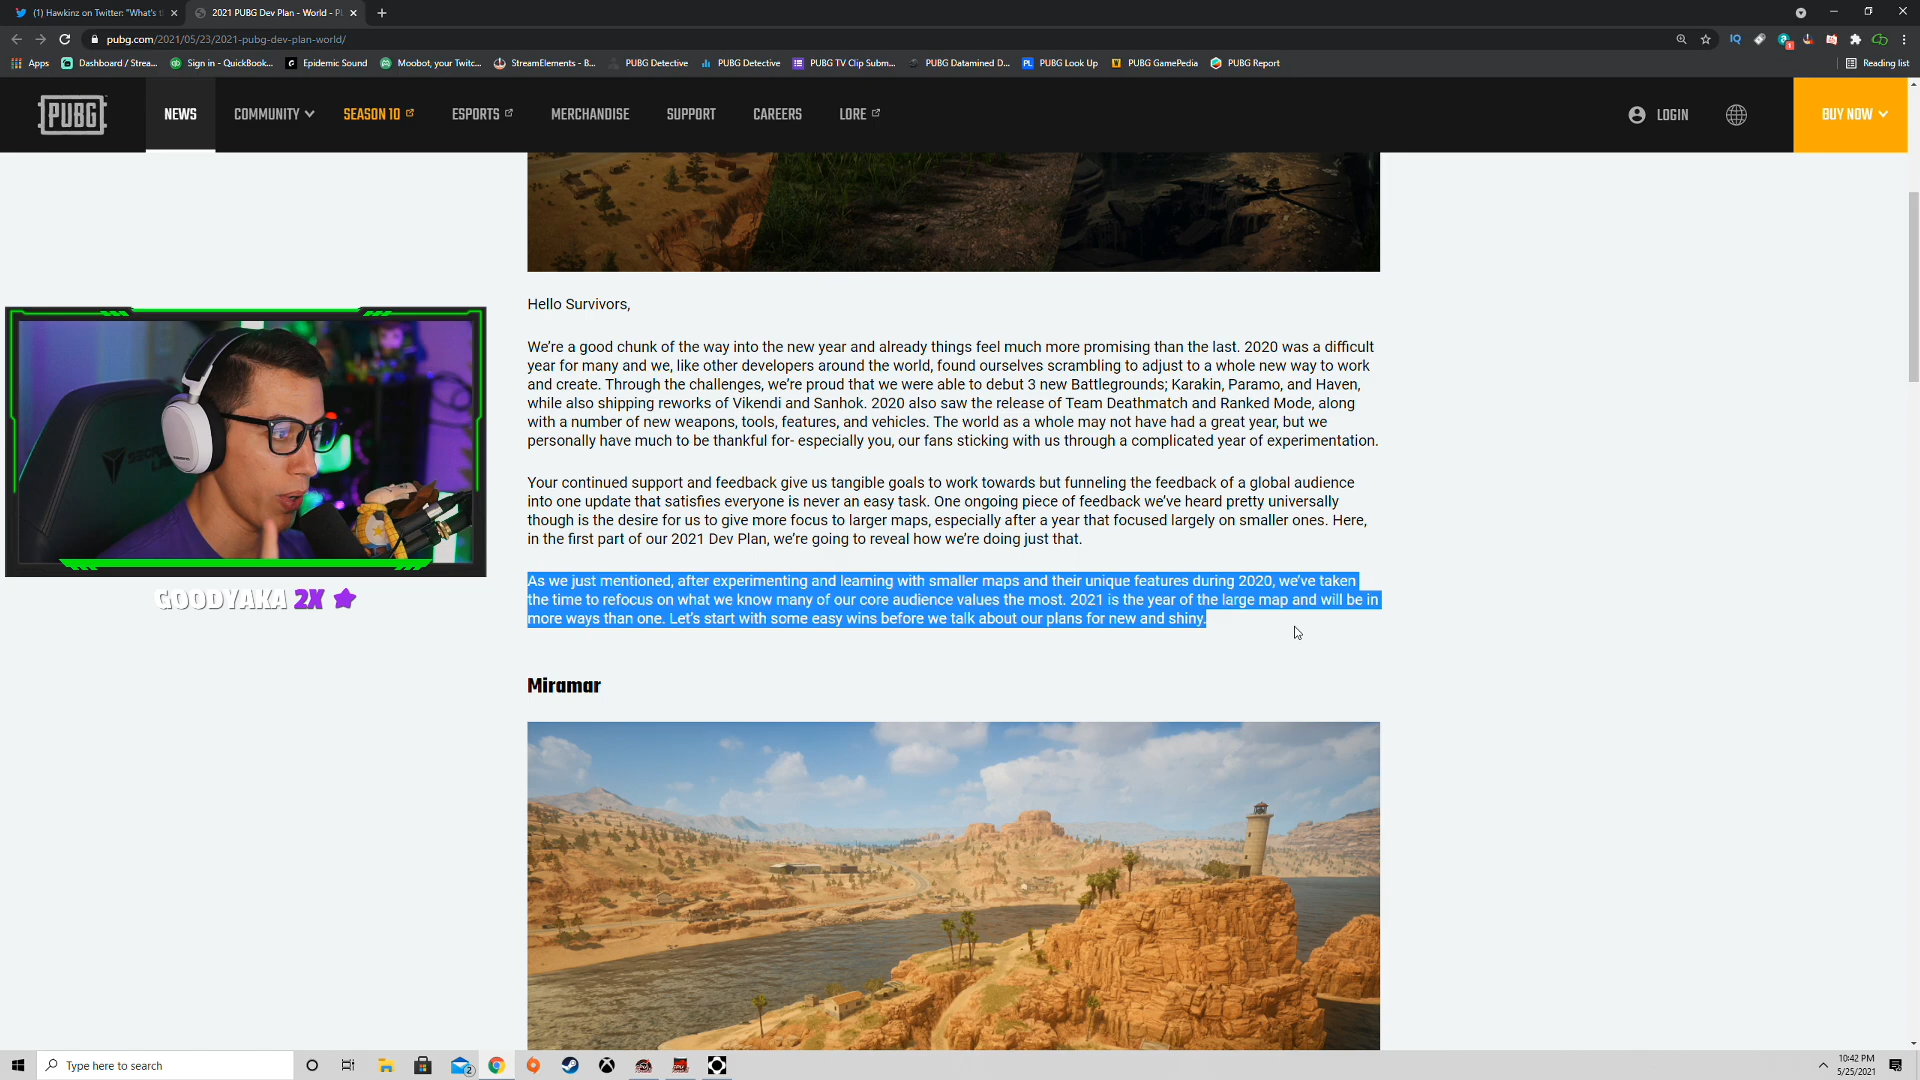 (1) Hawkinz on Twitter: "What's t
2021 PUBG Dev Plan - World - P
pubg.com/2021/05/23/2021-pubg-dev-plan-world/
Apps
Dashboard / Strea...
Sign in - QuickBook...
Epidemic Sound
Moobot, your Twitc...
StreamElements - B...
PUBG Detective
PUBG Detective
PUBG TV Clip Subm...
PUBG Datamined D...
PUBG Look Up
PUBG GamePedia
PUBG Report
Reading list
PUBG
NEWS
COMMUNITY
SEASON 10
ESPORTS
MERCHANDISE
SUPPORT
CAREERS
LORE
LOGIN
BUY NOW
Hello Survivors,
We're a good chunk of the way into the new year and already things feel much more promising than the last. 2020 was a difficult
year for many and we, like other developers around the world, found ourselves scrambling to adjust to a whole new way to work
and create. Through the challenges, we're proud that we were able to debut 3 new Battlegrounds; Karakin, Paramo, and Haven,
while also shipping reworks of Vikendi and Sanhok. 2020 also saw the release of Team Deathmatch and Ranked Mode, along
with a number of new weapons, tools, features, and vehicles. The world as a whole may not have had a great year, but we
personally have much to be thankful for- especially you, our fans sticking with us through a complicated year of experimentation.
Your continued support and feedback give us tangible goals to work towards but funneling the feedback of a global audience
into one update that satisfies everyone is never an easy task. One ongoing piece of feedback we've heard pretty universally
though is the desire for us to give more focus to larger maps, especially after a year that focused largely on smaller ones. Here,
in the first part of our 2021 Dev Plan, we're going to reveal how we're doing just that.
As we just mentioned, after experimenting and learning with smaller maps and their unique features during 2020, we've taken
the time to refocus on what we know many of our core audience values the most. 2021 is the year of the large map and will be in
more ways than one. Let's start with some easy wins before we talk about our plans for new and shiny.
GOODYAKA 2X
Miramar
Type here to search
2
10:42 PM
5/25/2021